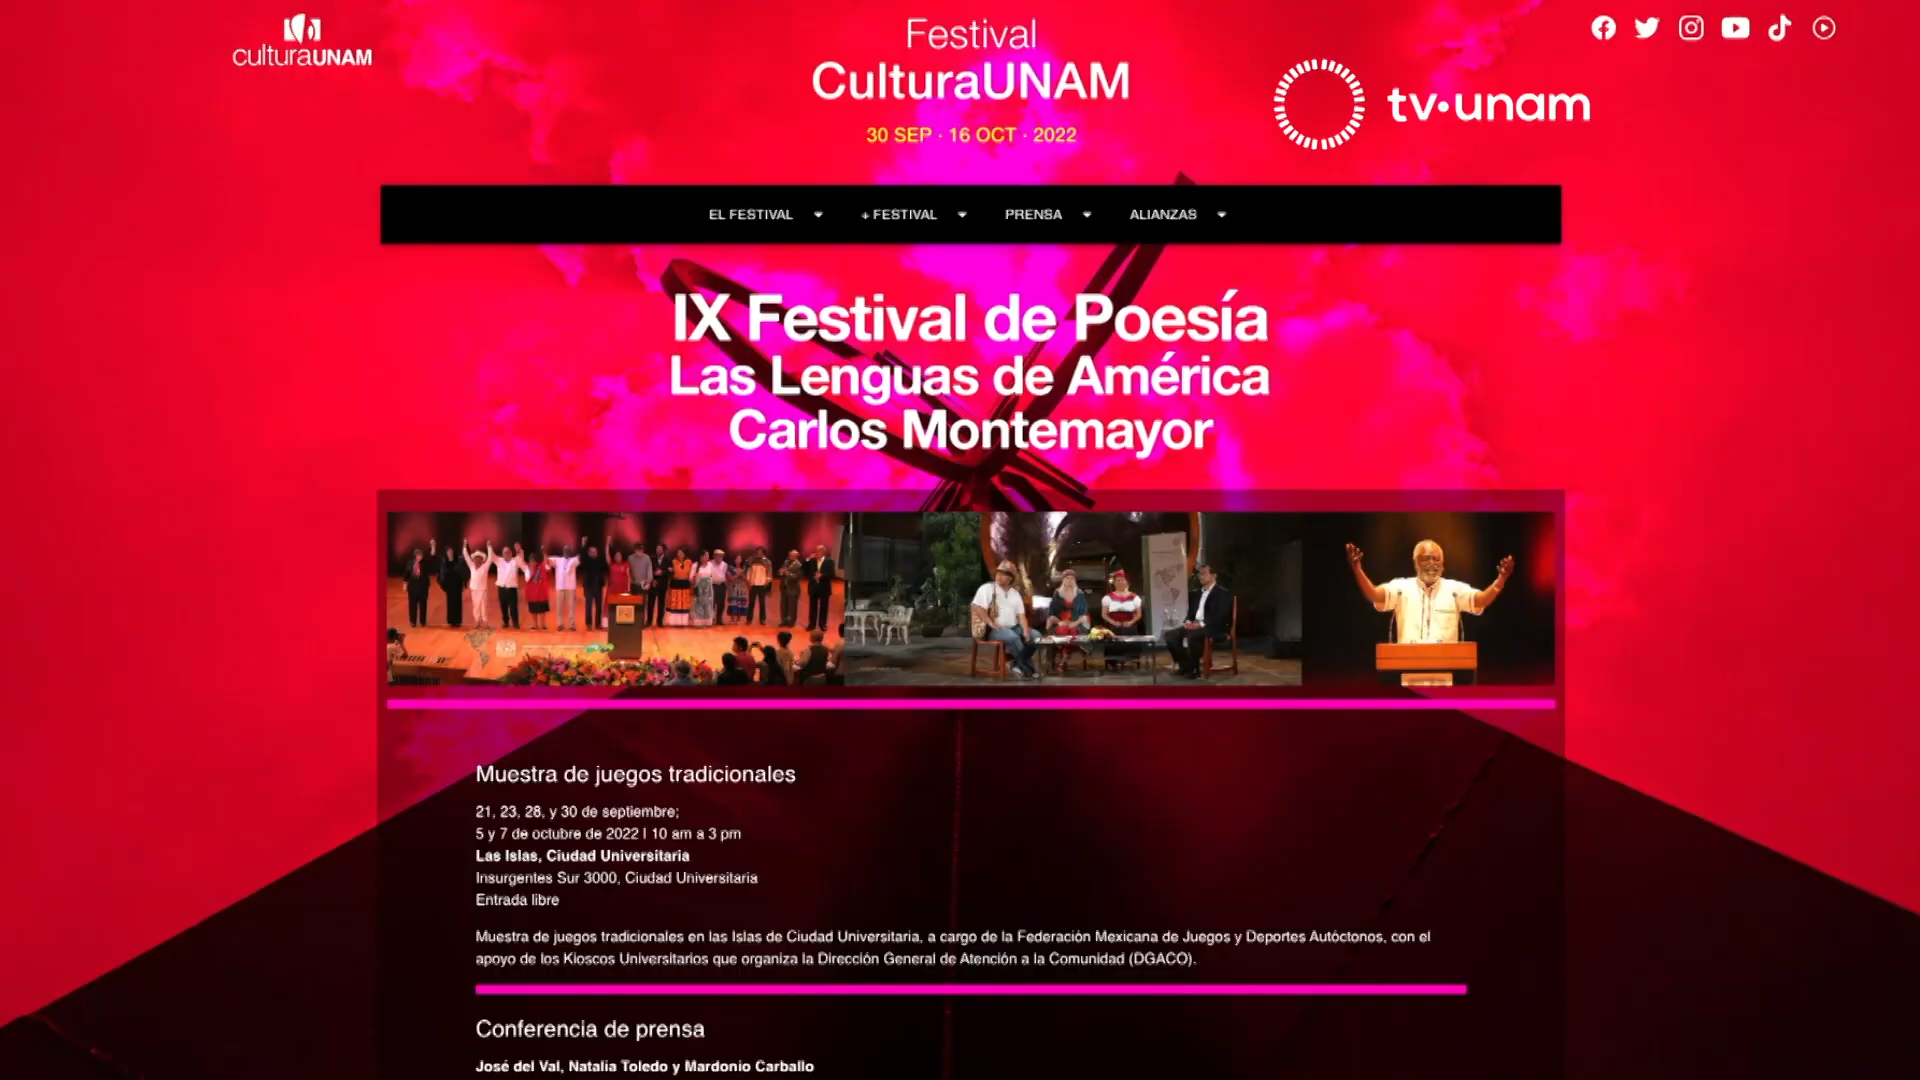 culturaUNAM
Festival
CulturaUNAM
30 SEP · 16 OCT · 2022
tv·unam
EL FESTIVAL
+ FESTIVAL
PRENSA
ALIANZAS
IX Festival de Poesía
Las Lenguas de América
Carlos Montemayor
Muestra de juegos tradicionales
21, 23, 28, y 30 de septiembre;
5 y 7 de octubre de 2022 | 10 am a 3 pm
Las Islas, Ciudad Universitaria
Insurgentes Sur 3000, Ciudad Universitaria
Entrada libre
Muestra de juegos tradicionales en las Islas de Ciudad Universitaria, a cargo de la Federación Mexicana de Juegos y Deportes Autóctonos, con el
apoyo de los Kioscos Universitarios que organiza la Dirección General de Atención a la Comunidad (DGACO).
Conferencia de prensa
José del Val, Natalia Toledo y Mardonio Carballo